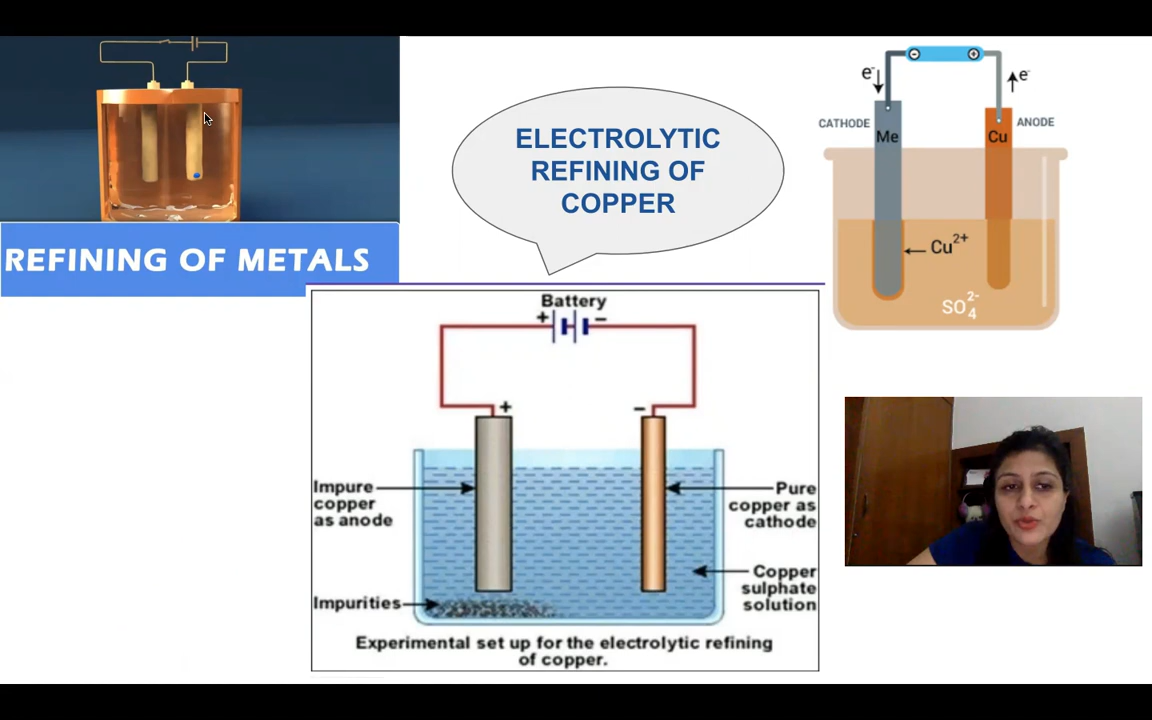 ELECTROLYTIC
REFINING OF
COPPER
REFINING OF METALS
e⁻
e⁻
CATHODE
ANODE
Me
Cu
Cu²⁺
SO₄²⁻
Battery
+
−
+
−
Impure
copper
as anode
Pure
copper as
cathode
Copper
sulphate
solution
Impurities
Experimental set up for the electrolytic refining
of copper.